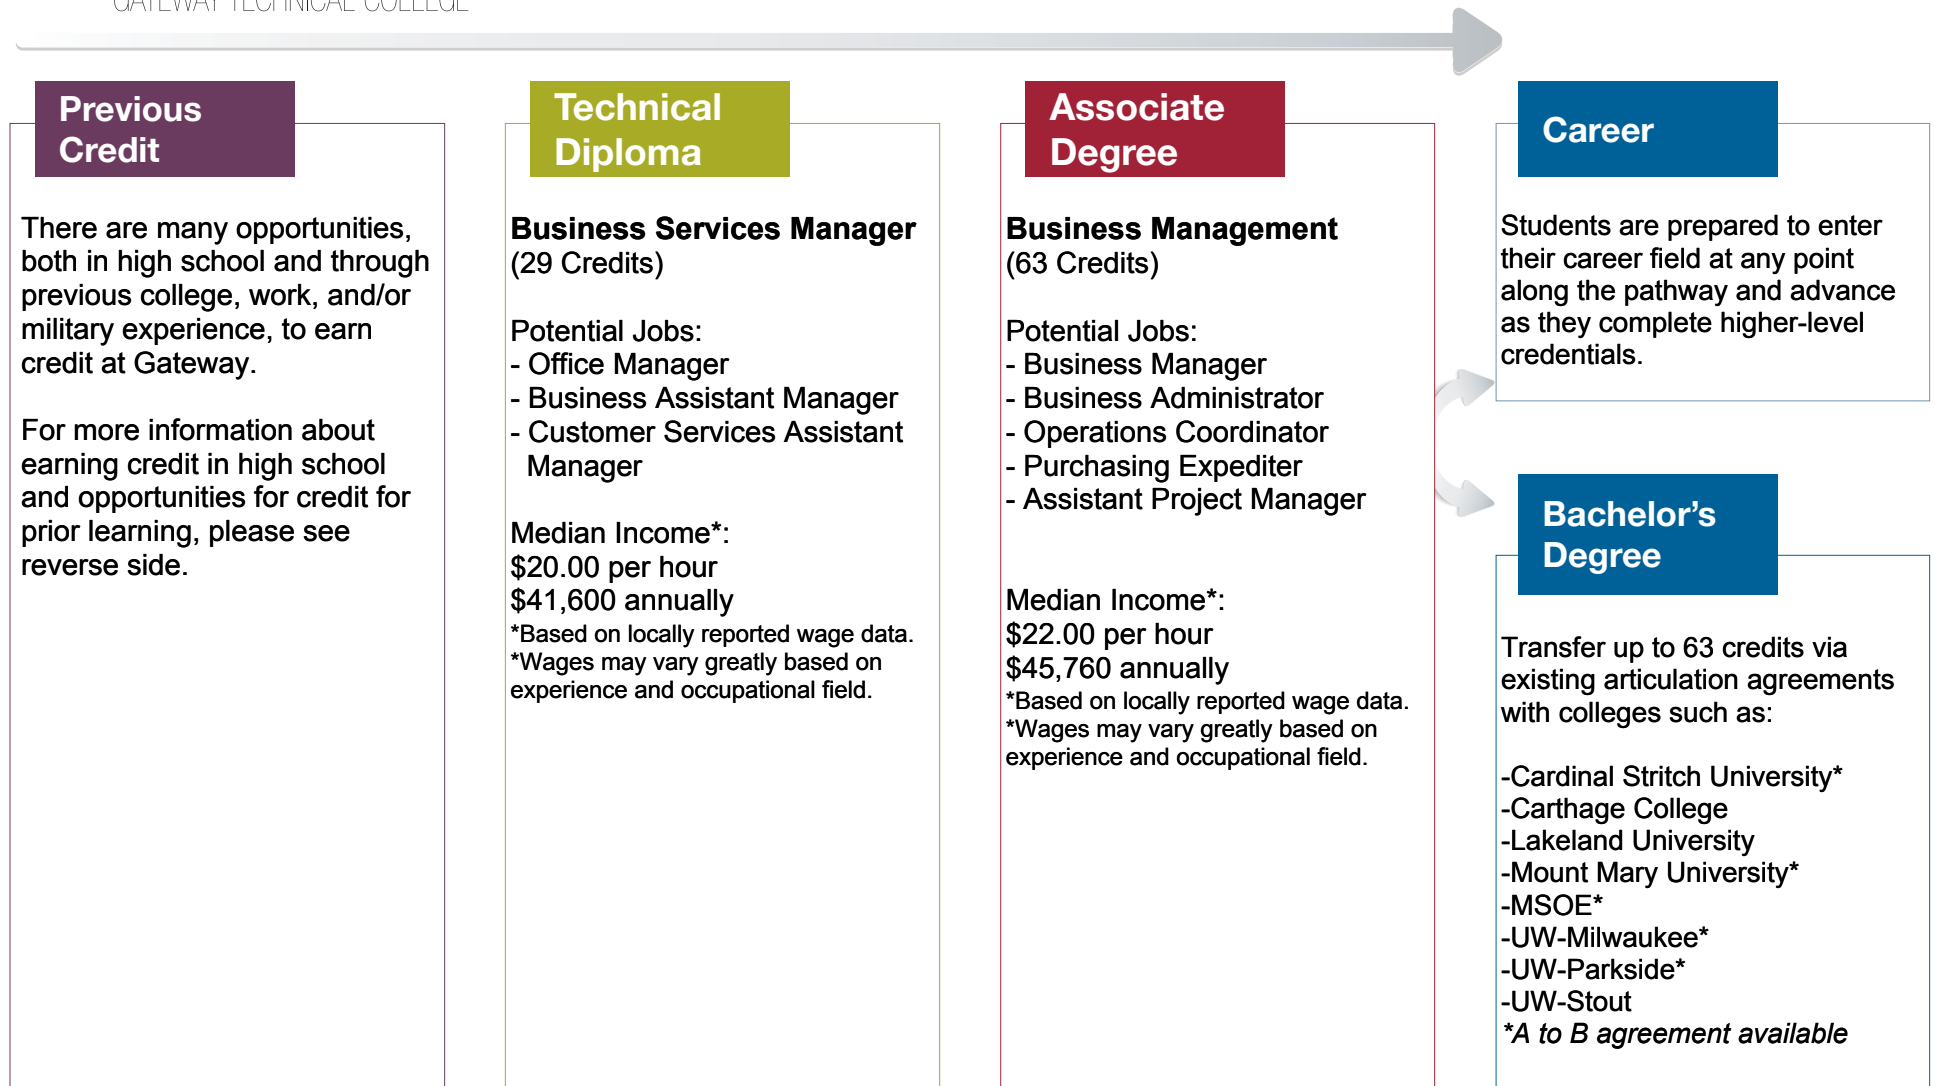 GATEWAY TECHNICAL COLLEGE
Previous
Credit
There are many opportunities,
both in high school and through
previous college, work, and/or
military experience, to earn
credit at Gateway.
For more information about
earning credit in high school
and opportunities for credit for
prior learning, please see
reverse side.
Technical
Diploma
Business Services Manager
(29 Credits)
Potential Jobs:
- Office Manager
- Business Assistant Manager
- Customer Services Assistant
Manager
Median Income*:
$20.00 per hour
$41,600 annually
*Based on locally reported wage data.
*Wages may vary greatly based on
experience and occupational field.
Associate
Degree
Business Management
(63 Credits)
Potential Jobs:
- Business Manager
- Business Administrator
- Operations Coordinator
- Purchasing Expediter
- Assistant Project Manager
Median Income*:
$22.00 per hour
$45,760 annually
*Based on locally reported wage data.
*Wages may vary greatly based on
experience and occupational field.
Career
Students are prepared to enter
their career field at any point
along the pathway and advance
as they complete higher-level
credentials.
Bachelor’s
Degree
Transfer up to 63 credits via
existing articulation agreements
with colleges such as:
-Cardinal Stritch University*
-Carthage College
-Lakeland University
-Mount Mary University*
-MSOE*
-UW-Milwaukee*
-UW-Parkside*
-UW-Stout
*A to B agreement available